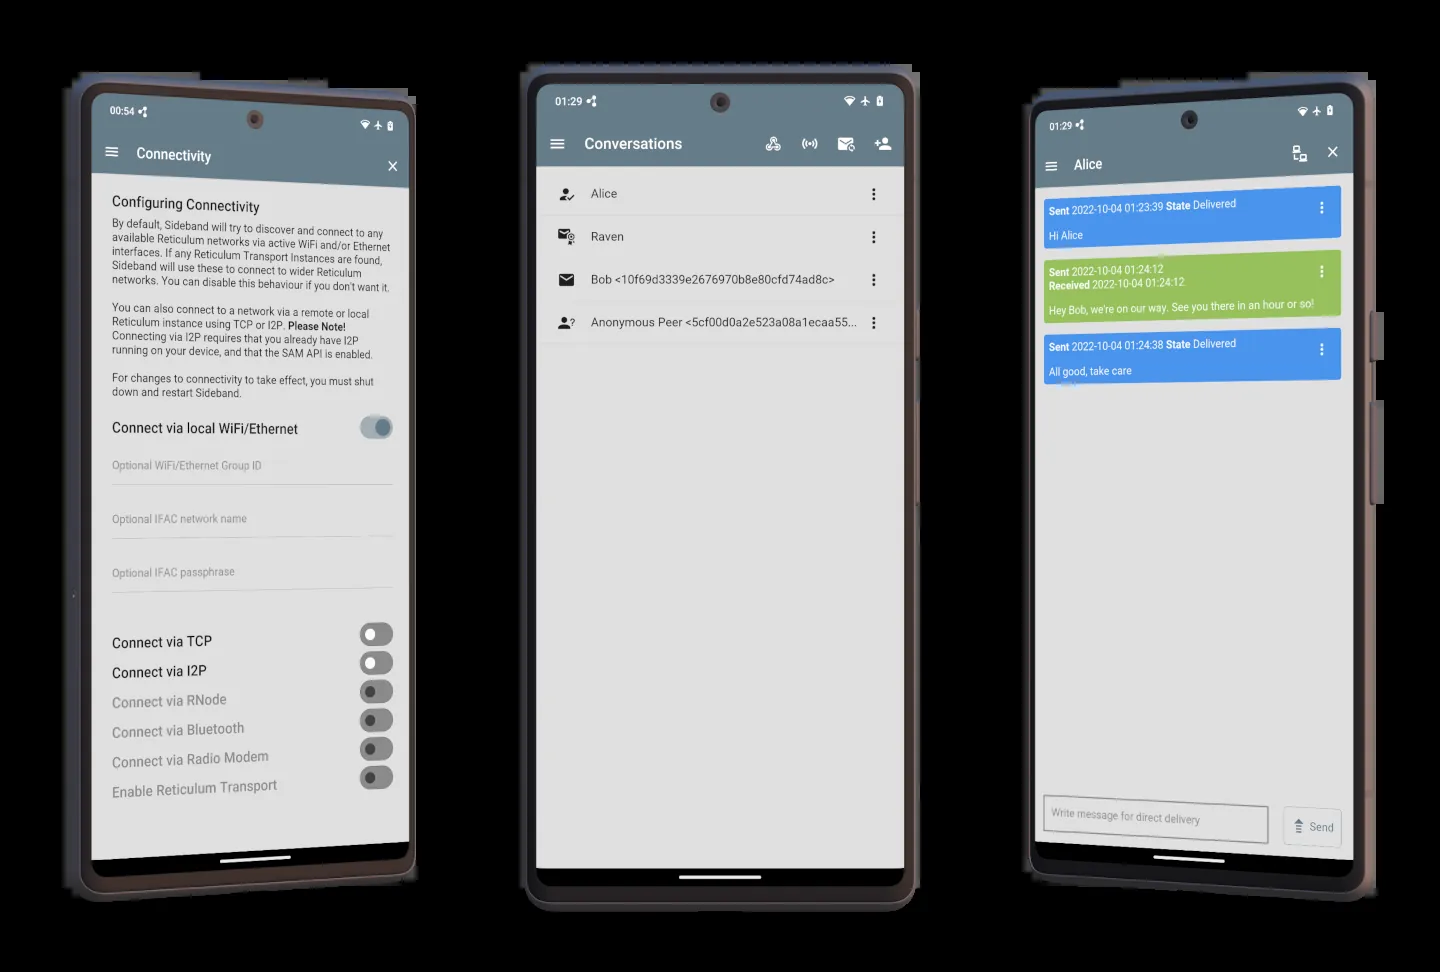 00:54
Connectivity
Configuring Connectivity
By default, Sideband will try to discover and connect to any
available Reticulum networks via active WiFi and/or Ethernet
interfaces. If any Reticulum Transport Instances are found,
Sideband will use these to connect to wider Reticulum
networks. You can disable this behaviour if you don't want it.
You can also connect to a network via a remote or local
Reticulum instance using TCP or I2P. Please Note!
Connecting via I2P requires that you already have I2P
running on your device, and that the SAM API is enabled.
For changes to connectivity to take effect, you must shut
down and restart Sideband.
Connect via local WiFi/Ethernet
Optional WiFi/Ethernet Group ID
Optional IFAC network name
Optional IFAC passphrase
Connect via TCP
Connect via I2P
Connect via RNode
Connect via Bluetooth
Connect via Radio Modem
Enable Reticulum Transport
01:29
Conversations
Alice
Raven
Bob <10f69d3339e2676970b8e80cfd74ad8c>
Anonymous Peer <5cf00d0a2e523a08a1ecaa55...
01:29
Alice
Sent 2022-10-04 01:23:39 State Delivered
Hi Alice
Sent 2022-10-04 01:24:12
Received 2022-10-04 01:24:12
Hey Bob, we're on our way. See you there in an hour or so!
Sent 2022-10-04 01:24:38 State Delivered
All good, take care
Write message for direct delivery
Send